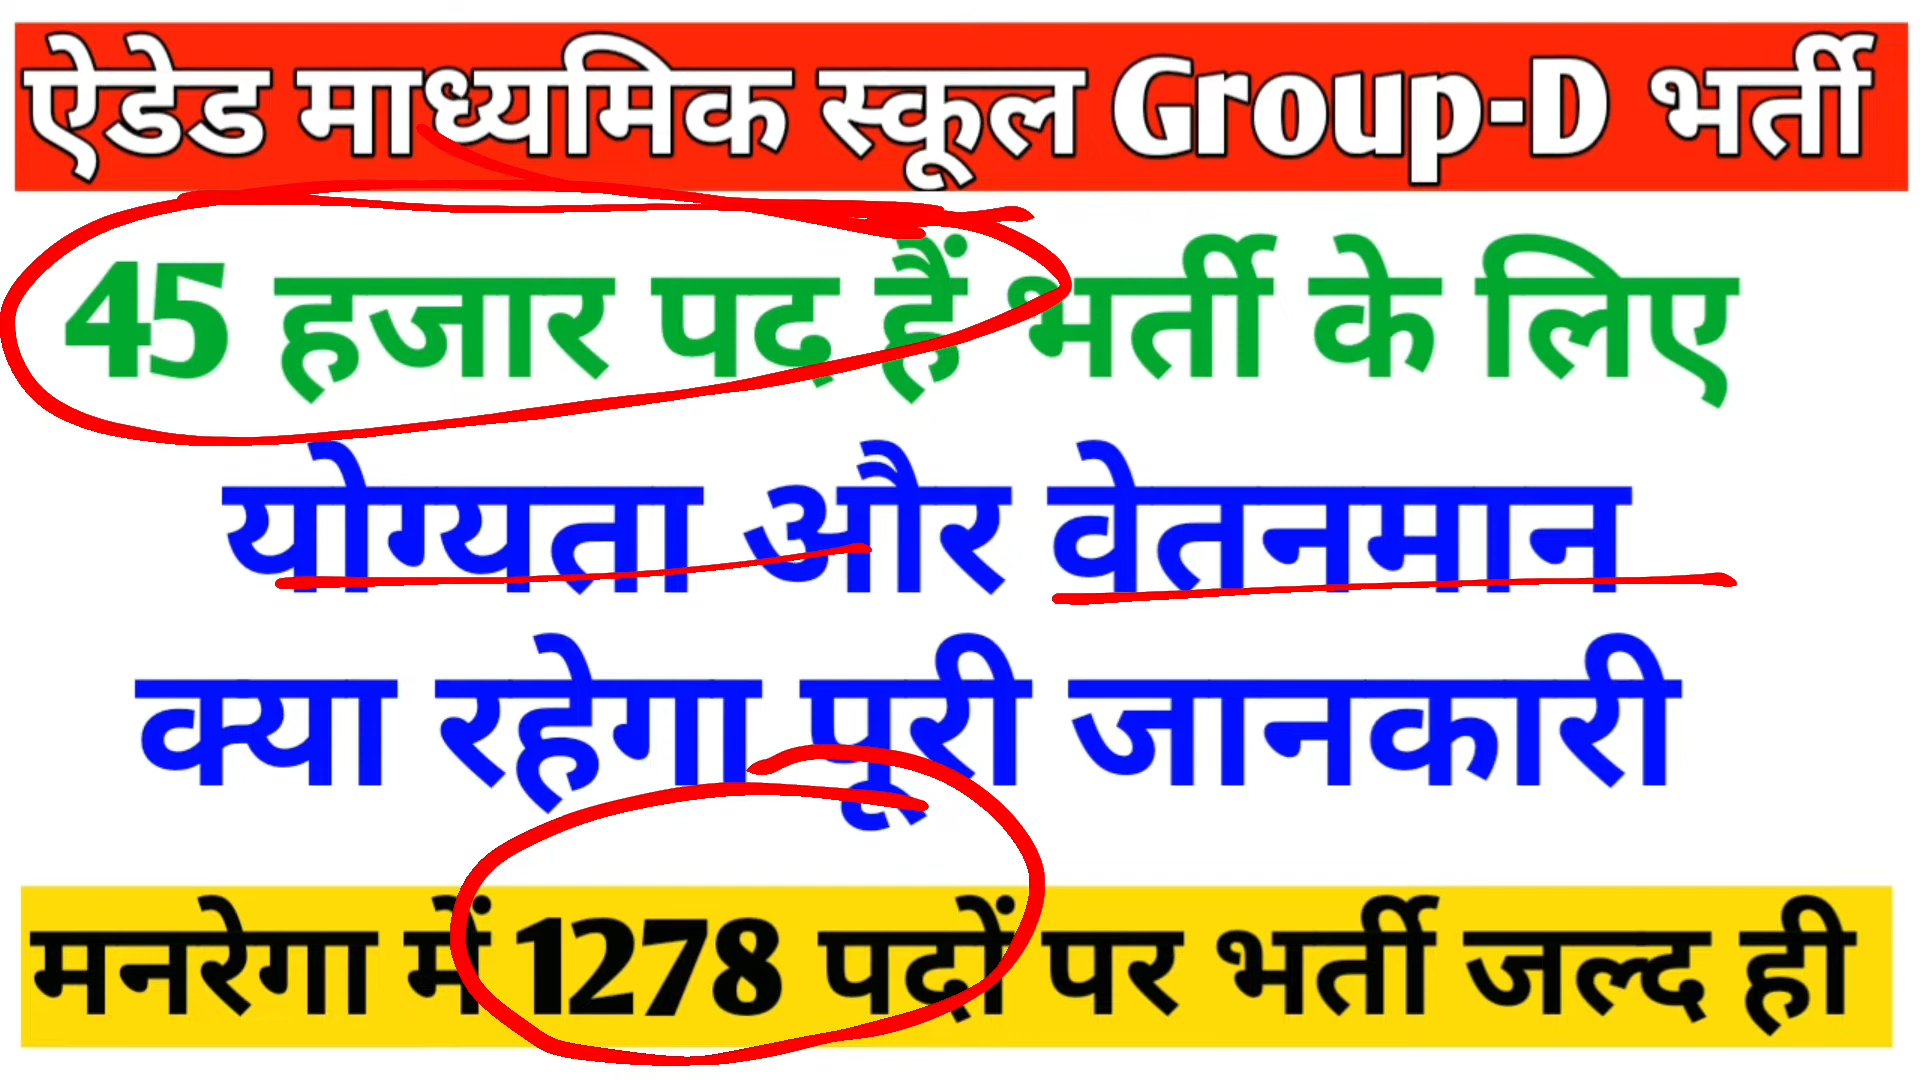 ऐडेड माध्यमिक स्कूल Group-D भर्ती
45 हजार पद हैं भर्ती के लिए
योग्यता और वेतनमान
क्या रहेगा पूरी जानकारी
मनरेगा में 1278 पदों पर भर्ती जल्द ही